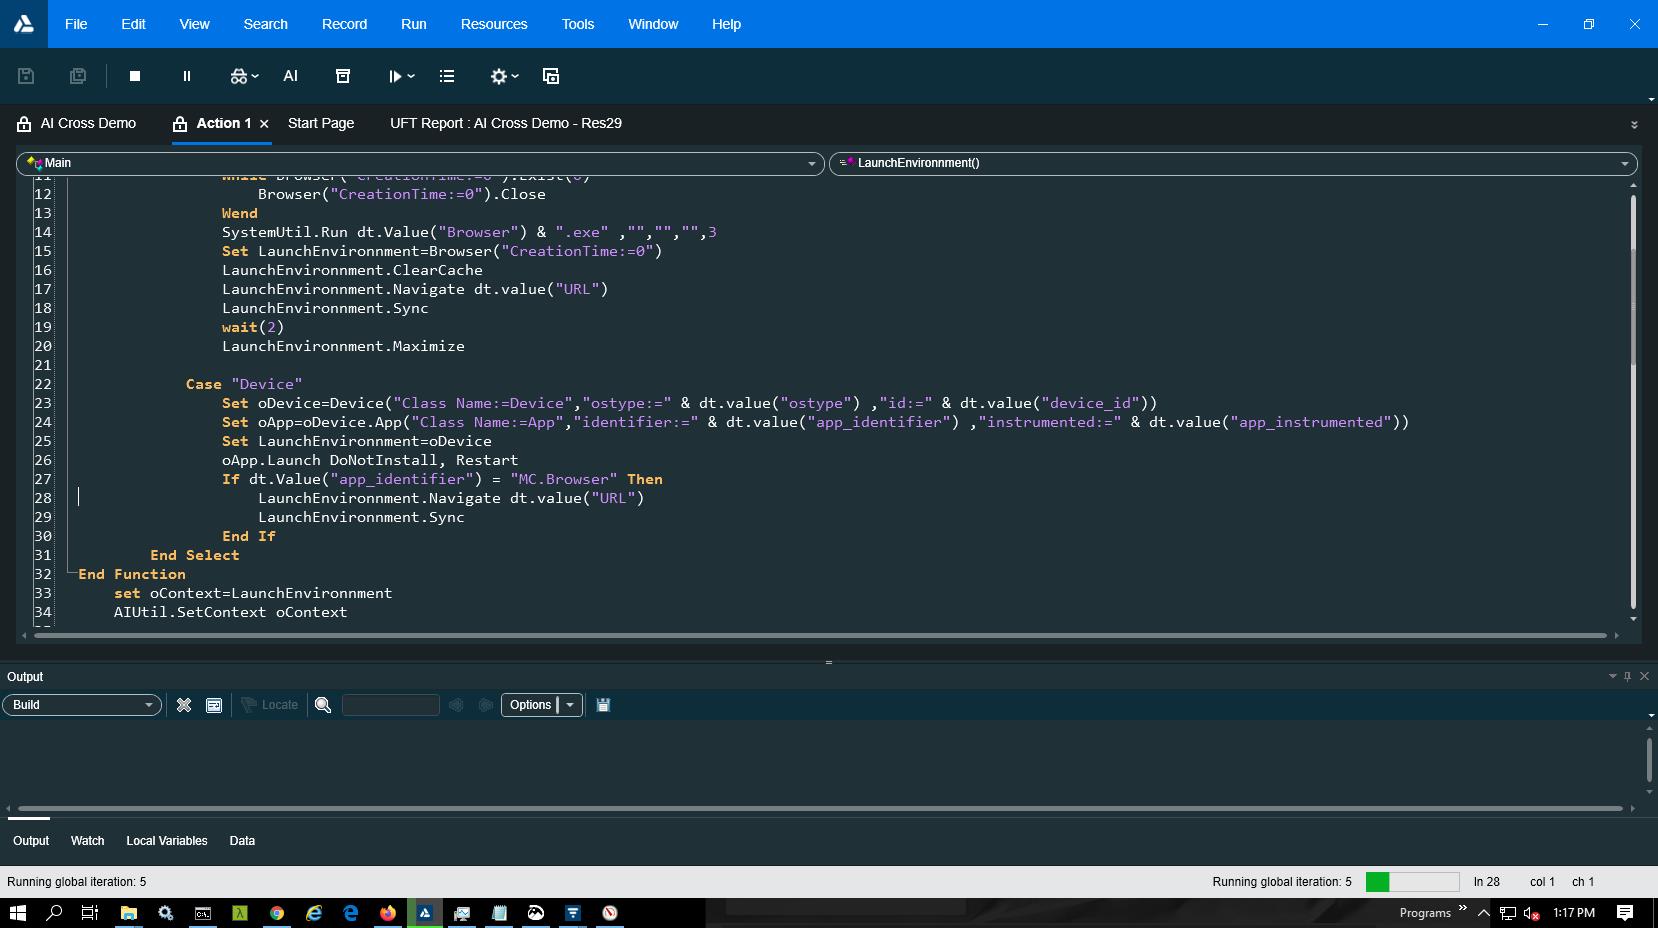 File Edit View Search Record Run Resources Tools Window Help
AI
AI Cross Demo Action 1 Start Page UFT Report : AI Cross Demo - Res29
Main LaunchEnvironnment()
11 While Browser("CreationTime:=0").Exist(0)
12 Browser("CreationTime:=0").Close
13 Wend
14 SystemUtil.Run dt.Value("Browser") & ".exe" ,"","","",3
15 Set LaunchEnvironnment=Browser("CreationTime:=0")
16 LaunchEnvironnment.ClearCache
17 LaunchEnvironnment.Navigate dt.value("URL")
18 LaunchEnvironnment.Sync
19 wait(2)
20 LaunchEnvironnment.Maximize
21
22 Case "Device"
23 Set oDevice=Device("Class Name:=Device","ostype:=" & dt.value("ostype") ,"id:=" & dt.value("device_id"))
24 Set oApp=oDevice.App("Class Name:=App","identifier:=" & dt.value("app_identifier") ,"instrumented:=" & dt.value("app_instrumented"))
25 Set LaunchEnvironnment=oDevice
26 oApp.Launch DoNotInstall, Restart
27 If dt.Value("app_identifier") = "MC.Browser" Then
28 LaunchEnvironnment.Navigate dt.value("URL")
29 LaunchEnvironnment.Sync
30 End If
31 End Select
32 End Function
33 set oContext=LaunchEnvironnment
34 AIUtil.SetContext oContext
Output
Build Locate Options
Output Watch Local Variables Data
Running global iteration: 5 Running global iteration: 5 ln 28 col 1 ch 1
Programs 1:17 PM